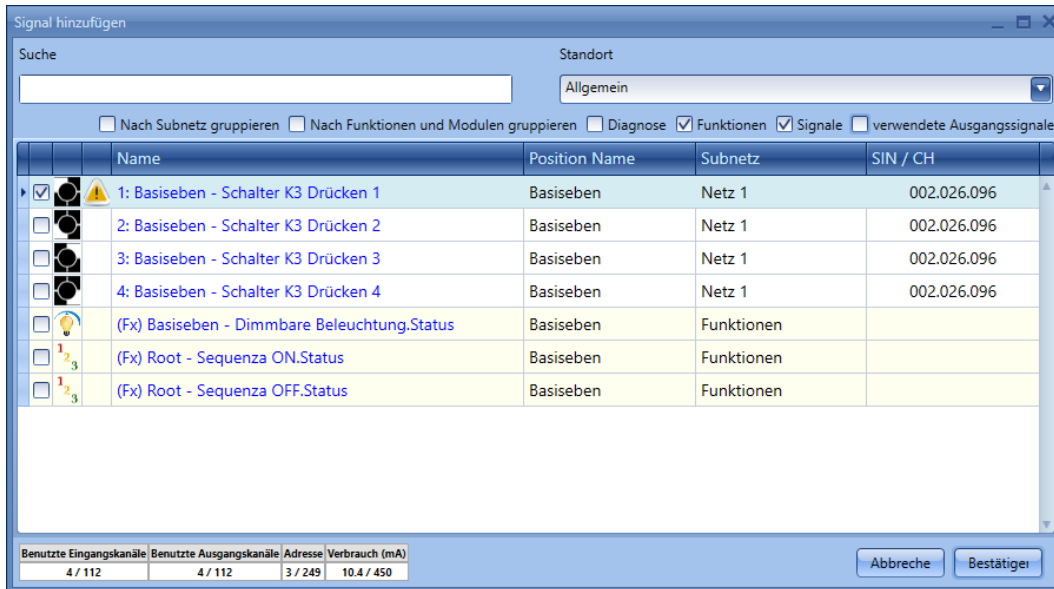 Signal hinzufügen
Suche Standort
Allgemein
Nach Subnetz gruppieren Nach Funktionen und Modulen gruppieren Diagnose Funktionen Signale verwendete Ausgangssignale
Name Position Name Subnetz SIN / CH
1: Basiseben - Schalter K3 Drücken 1 Basiseben Netz 1 002.026.096
2: Basiseben - Schalter K3 Drücken 2 Basiseben Netz 1 002.026.096
3: Basiseben - Schalter K3 Drücken 3 Basiseben Netz 1 002.026.096
4: Basiseben - Schalter K3 Drücken 4 Basiseben Netz 1 002.026.096
(Fx) Basiseben - Dimmbare Beleuchtung.Status Basiseben Funktionen
(Fx) Root - Sequenza ON.Status Basiseben Funktionen
(Fx) Root - Sequenza OFF.Status Basiseben Funktionen
Benutzte Eingangskanäle Benutzte Ausgangskanäle Adresse Verbrauch (mA)
4 / 112 4 / 112 3 / 249 10.4 / 450
Abbreche Bestätiger